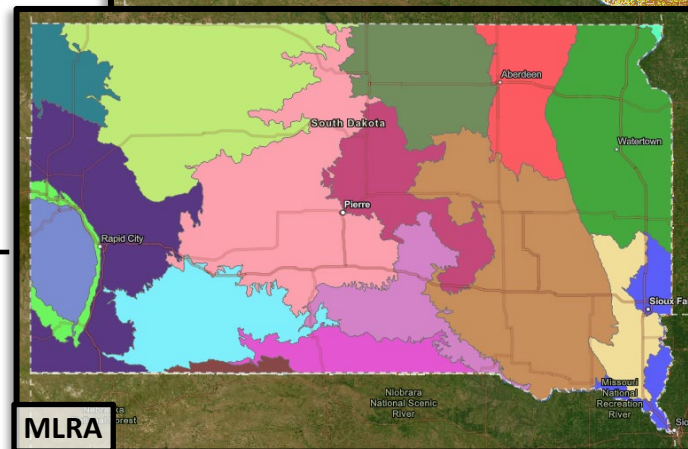 Aberdeen
South Dakota
Watertown
Pierre
Rapid City
Sioux Fa
Niobrara
National Scenic
River
Missouri
National
Recreation
River
MLRA